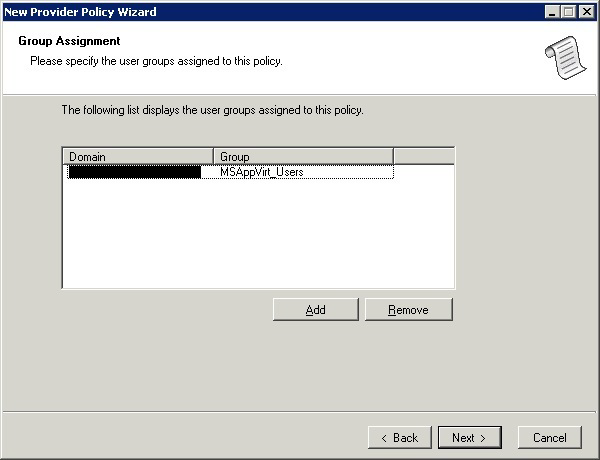 New Provider Policy Wizard
Group Assignment
Please specify the user groups assigned to this policy.
The following list displays the user groups assigned to this policy.
Domain Group
MSAppVirt_Users
Add Remove
< Back Next > Cancel